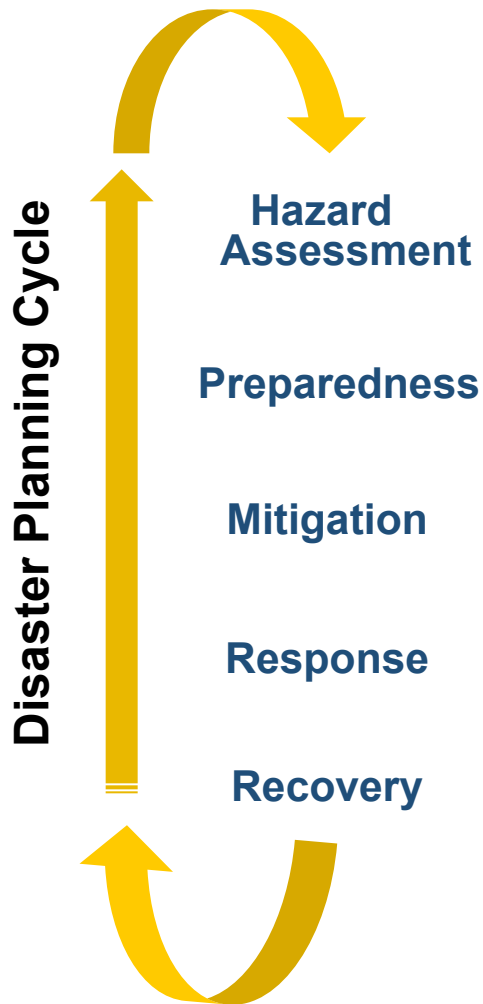 Disaster Planning Cycle
Hazard
Assessment
Preparedness
Mitigation
Response
Recovery